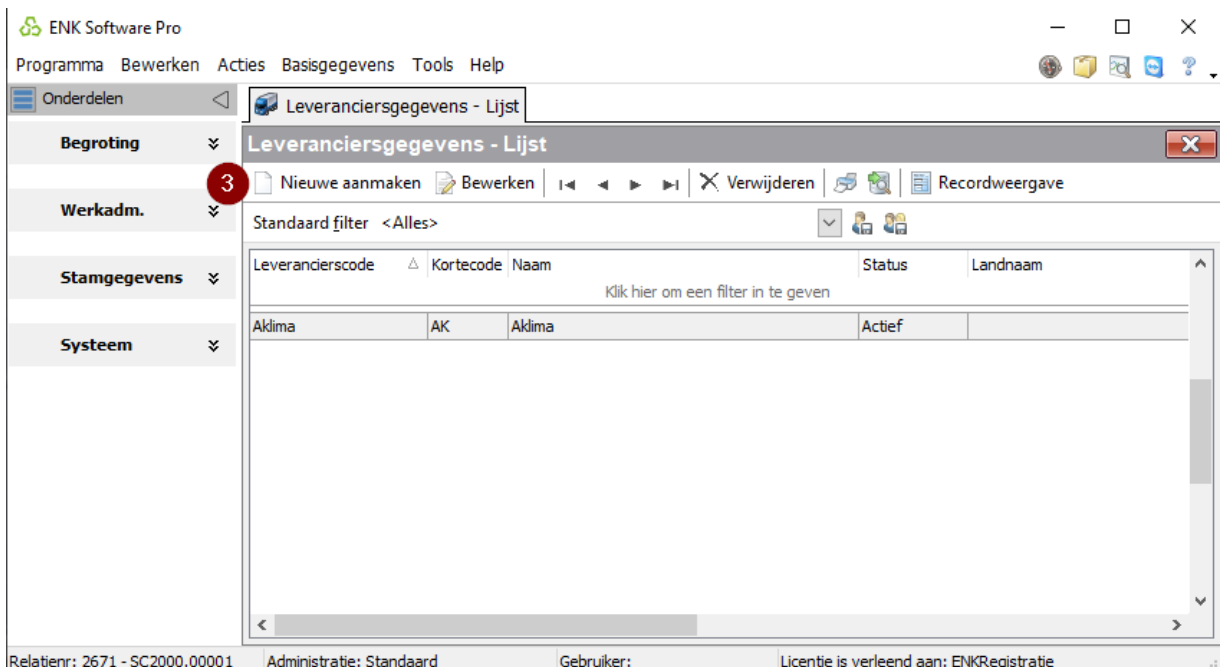 ENK Software Pro
Programma Bewerken Acties Basisgegevens Tools Help
Onderdelen
Leveranciersgegevens - Lijst
Begroting
Leveranciersgegevens - Lijst
3 Nieuwe aanmaken Bewerken Verwijderen Recordweergave
Werkadm.
Standaard filter <Alles>
Leverancierscode Kortecode Naam Status Landnaam
Stamgegevens
Klik hier om een filter in te geven
Aklima AK Aklima Actief
Systeem
Relatienr: 2671 - SC2000.00001 Administratie: Standaard Gebruiker: Licentie is verleend aan: ENKRegistratie